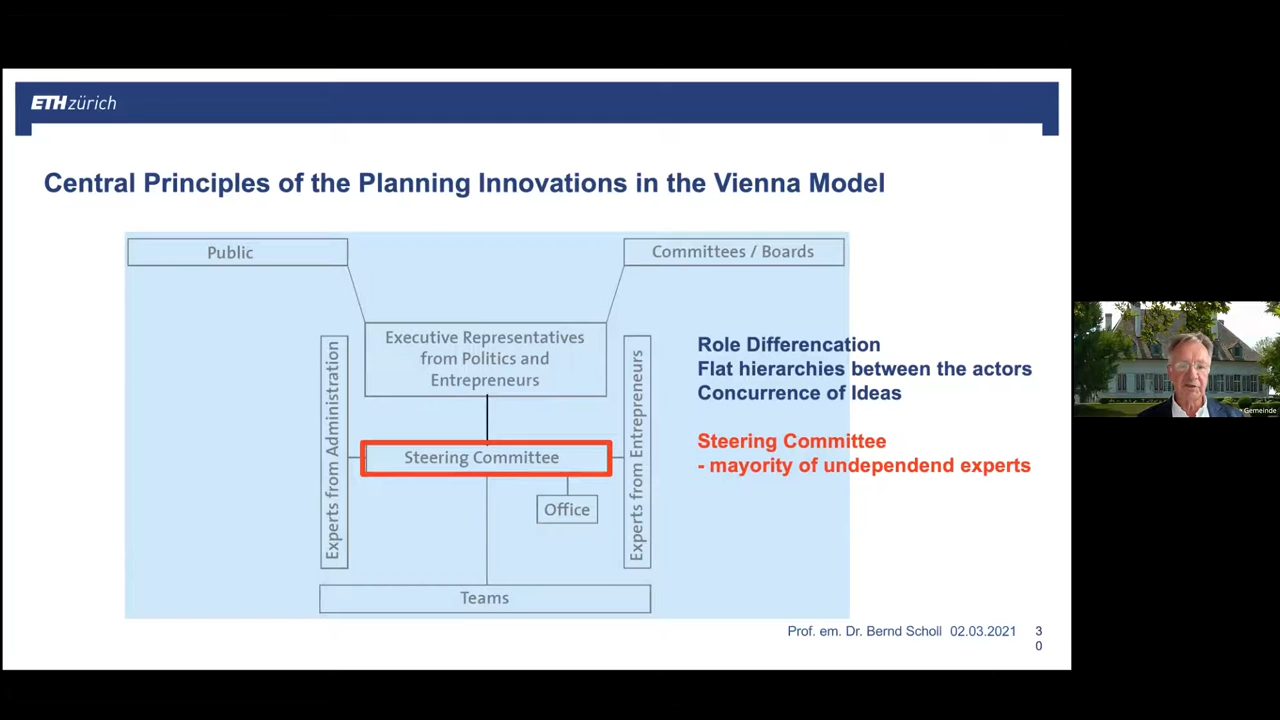 ETH zürich
Central Principles of the Planning Innovations in the Vienna Model
Public
Committees / Boards
Executive Representatives
from Politics and
Entrepreneurs
Experts from Administration
Steering Committee
Experts from Entrepreneurs
Office
Teams
Role Differencation
Flat hierarchies between the actors
Concurrence of Ideas
Steering Committee
- mayority of undependend experts
Prof. em. Dr. Bernd Scholl 02.03.2021
3
0
Gemeinde